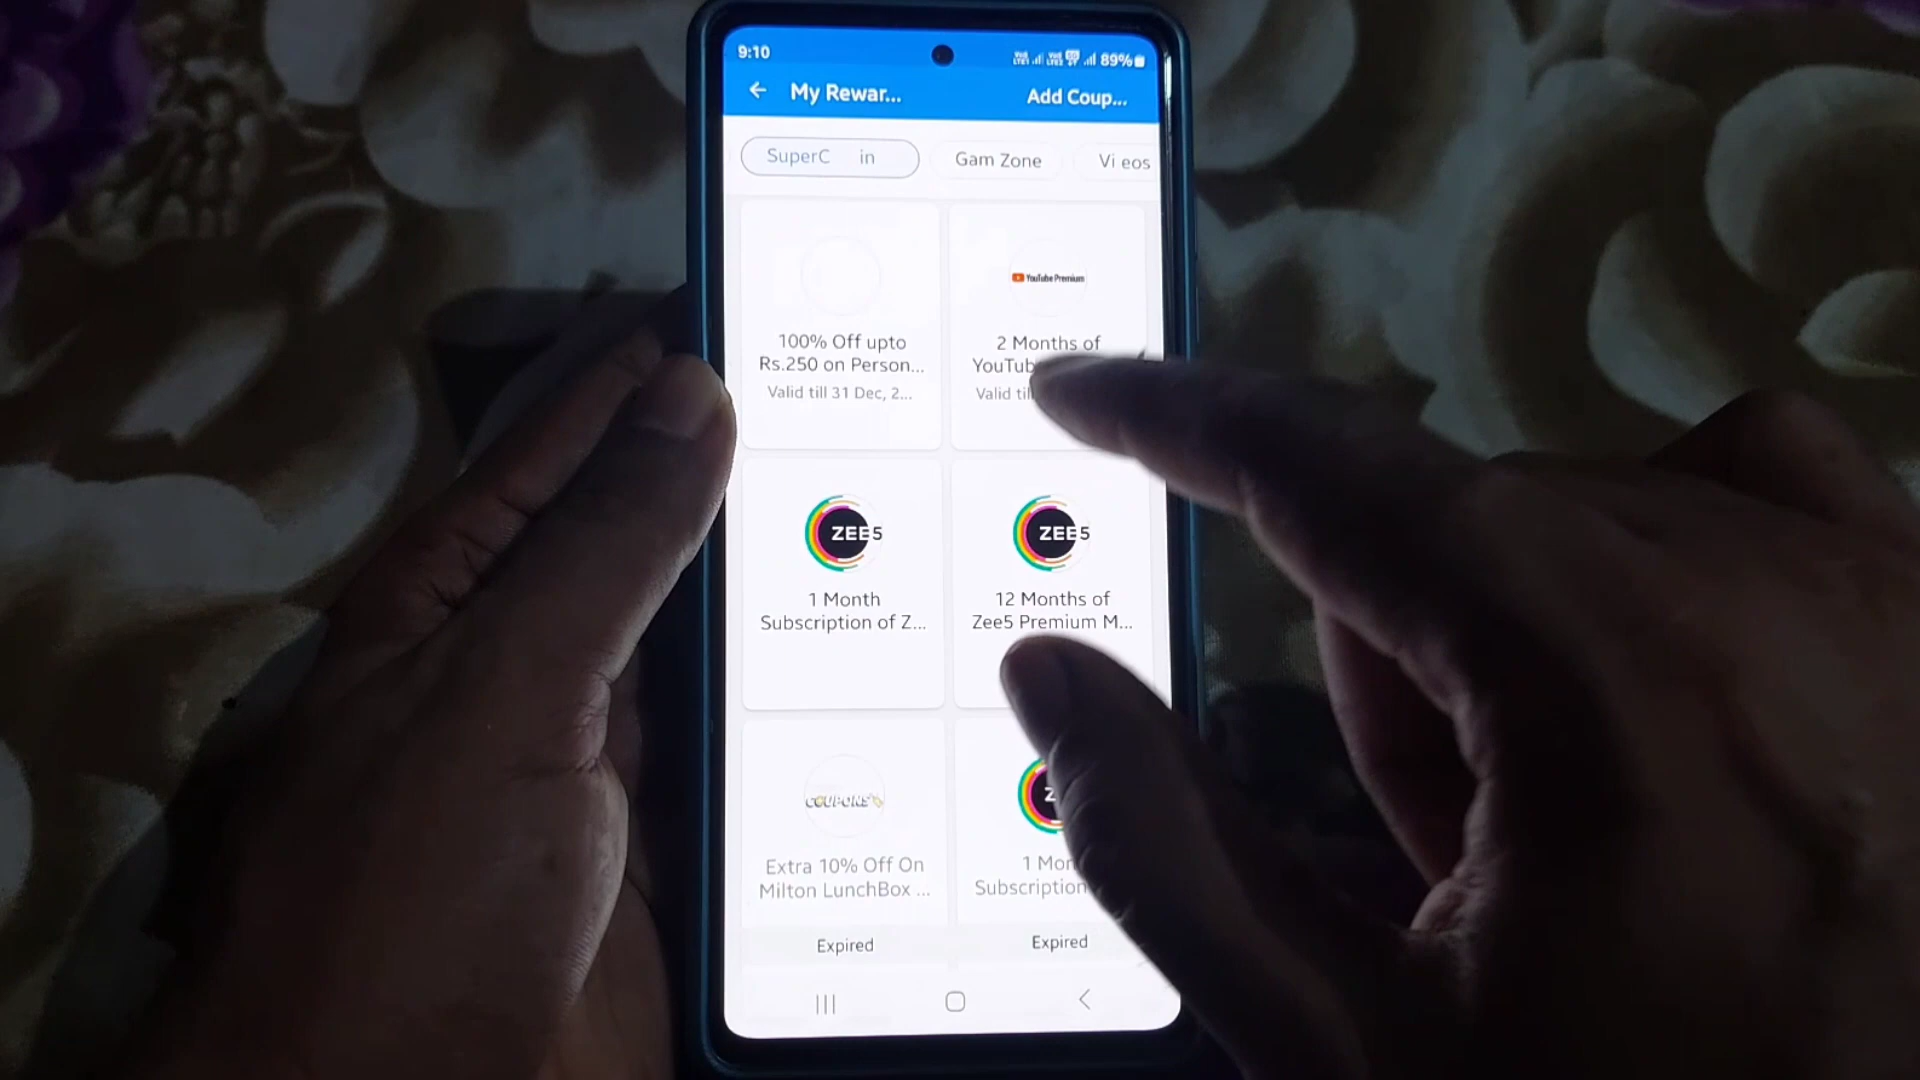 9:10
89%
My Rewar...
Add Coup...
SuperC in
Gam Zone
Vi eos
YouTube Premium
100% Off upto
Rs.250 on Person...
Valid till 31 Dec, 2...
2 Months of
YouTub
Valid til
ZEE5
1 Month
Subscription of Z...
ZEE5
12 Months of
Zee5 Premium M...
COUPONS
Extra 10% Off On
Milton LunchBox ...
Expired
Z
1 Mon
Subscription
Expired